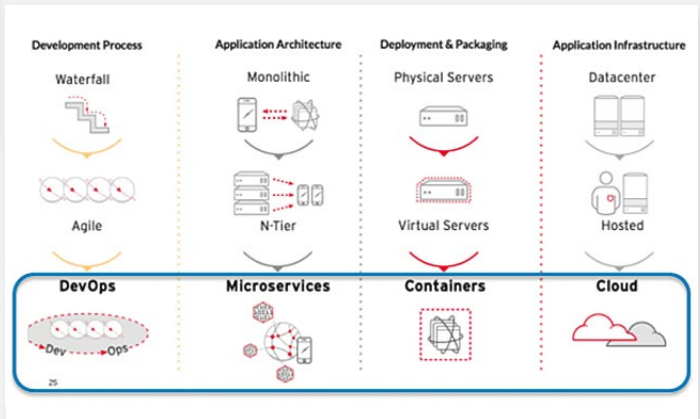 Development Process
Application Architecture
Deployment & Packaging
Application Infrastructure
Waterfall
Monolithic
Physical Servers
Datacenter
Agile
N-Tier
Virtual Servers
Hosted
DevOps
Microservices
Containers
Cloud
Dev
Ops
25